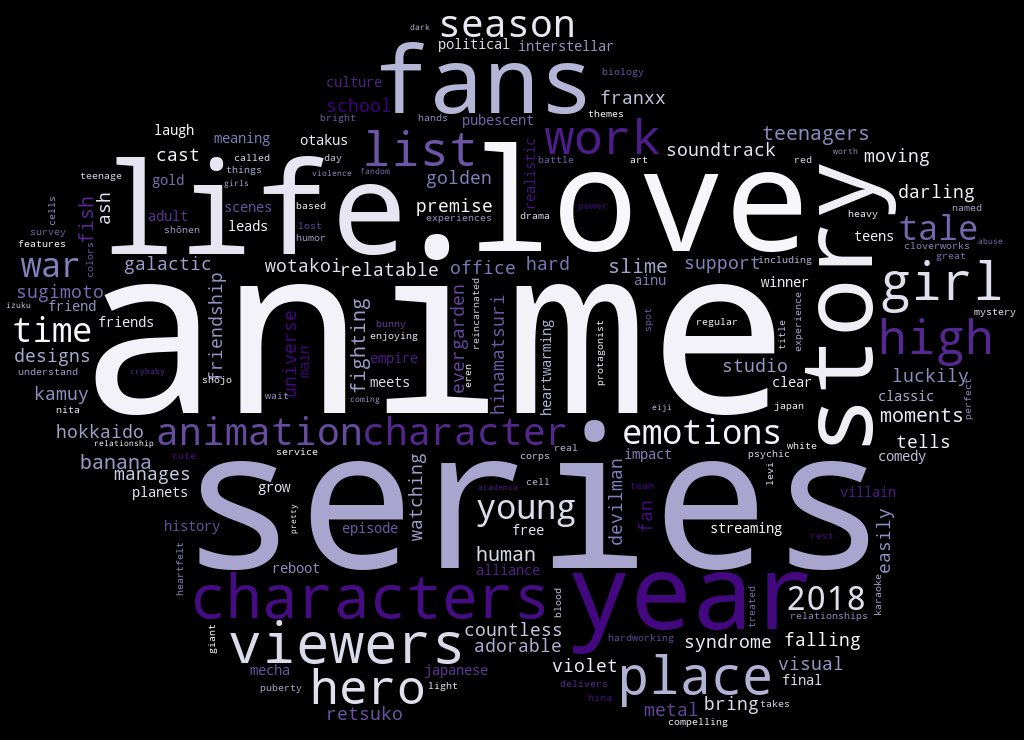 dark
season
political interstellar
fans
biology
culture
franxx
school
hands
themes
bright
pubescent
laugh
meaning
otakus
list
work
teenagers
cast
called
day
soundtrack
moving
things
battle
art
red
worth
teenage
gold
girls
violence
fandom
golden
realistic
darling
life.love
story
fish
ash
adult
scenes
based
premise
experiences
drama
power
heavy
named
cells
survey
features
shōnen
leads
lost
humor
teens
tale
abuse
cloverworks
great
colors
war
galactic
wotakoi
relatable
office
hard
slime
support
including
girl
ainu
winner
sugimoto
friend
izuku
friendship
anime
mystery
time
friends
universe
fighting
bunny
enjoying
evergarden
reincarnated
hinamatsuri
heartwarming
protagonist
spot
regular
title
experience
high
designs
understand
crybaby
shojo
main
empire
meets
eren
studio
clear
luckily
kamuy
nita
wait
coming
eiji
japan
classic
perfect
moments
hokkaido
relationship
animation
character
emotions
white
tells
banana
cute
service
real
corps
impact
psychic
levi
comedy
manages
series
planets
grow
watching
academia
cell
devilman
team
villain
history
pretty
episode
young
free
fan
streaming
rest
easily
heartfelt
reboot
human
alliance
characters
blood
year
treated
2018
karaoke
relationships
giant
viewers
countless
adorable
hardworking
syndrome
falling
mecha
japanese
violet
place
visual
puberty
hero
light
delivers
hina
final
retsuko
metal
bring
takes
compelling